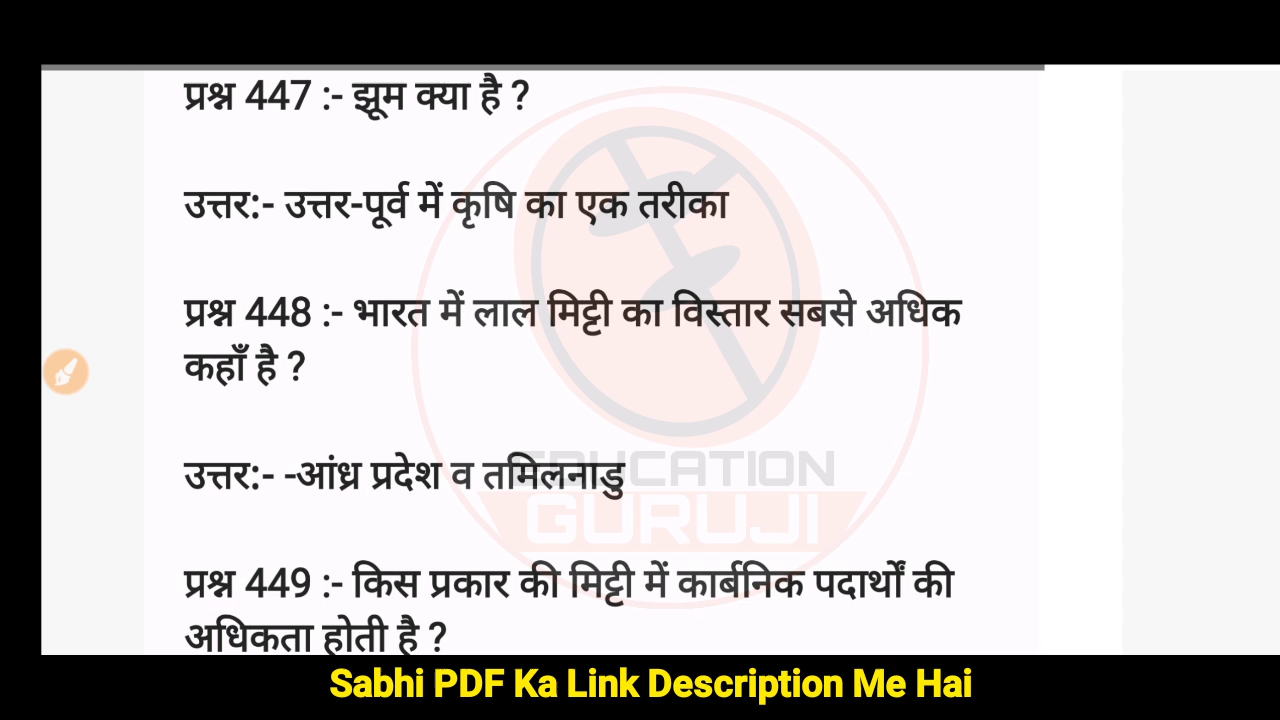 प्रश्न 447 :- झूम क्या है ?
उत्तर:- उत्तर-पूर्व में कृषि का एक तरीका
प्रश्न 448 :- भारत में लाल मिट्टी का विस्तार सबसे अधिक
कहाँ है ?
उत्तर:- -आंध्र प्रदेश व तमिलनाडु
EDUCATION
GURUJI
प्रश्न 449 :- किस प्रकार की मिट्टी में कार्बनिक पदार्थों की
अधिकता होती है ?
Sabhi PDF Ka Link Description Me Hai